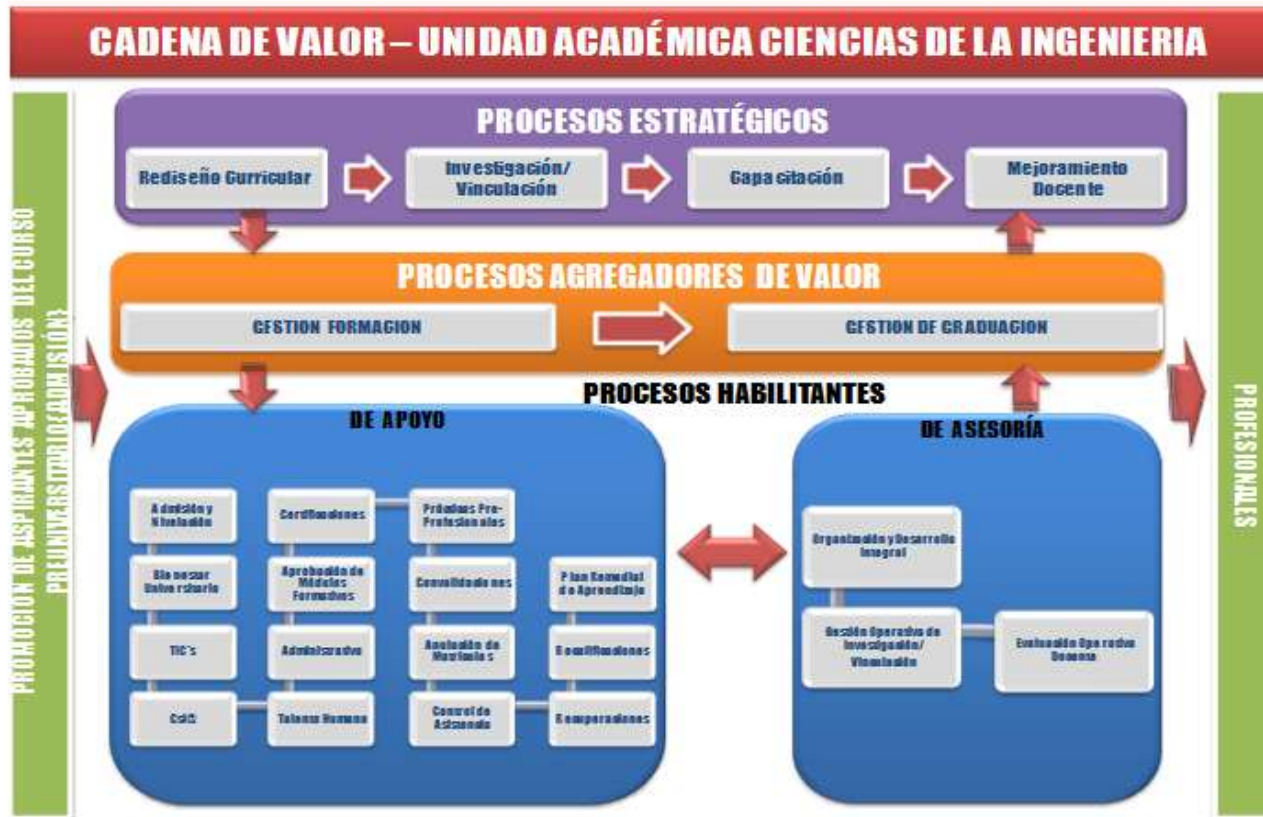 CADENA DE VALOR – UNIDAD ACADÉMICA CIENCIAS DE LA INGENIERIA
PROMOCION DE ASPIRANTES APROBADOS DEL CURSO
PREUNIVERSITARIO{ADMISIÓN}
PROCESOS ESTRATÉGICOS
Rediseño Curricular
Investigación/
Vinculación
Capacitación
Mejoramiento
Docente
PROCESOS AGREGADORES DE VALOR
GESTION FORMACION
GESTION DE GRADUACION
PROCESOS HABILITANTES
DE APOYO
Admisión y
Nivelación
Bienestar
Universitario
TIC`s
Talento Humano
Administrativo
Aprobación de
Módulos
Formativos
Certificaciones
Prácticas Pre-
Profesionales
Convalidaciones
Anulación de
Matrículas
Control de
Asistencia
Recuperaciones
Recalificaciones
Plan Remedial
de Aprendizaje
DE ASESORÍA
Organización y Desarrollo
Integral
Gestión Operativa de
Investigación/
Vinculación
Evaluación Operativa
Docente
PROFESIONALES